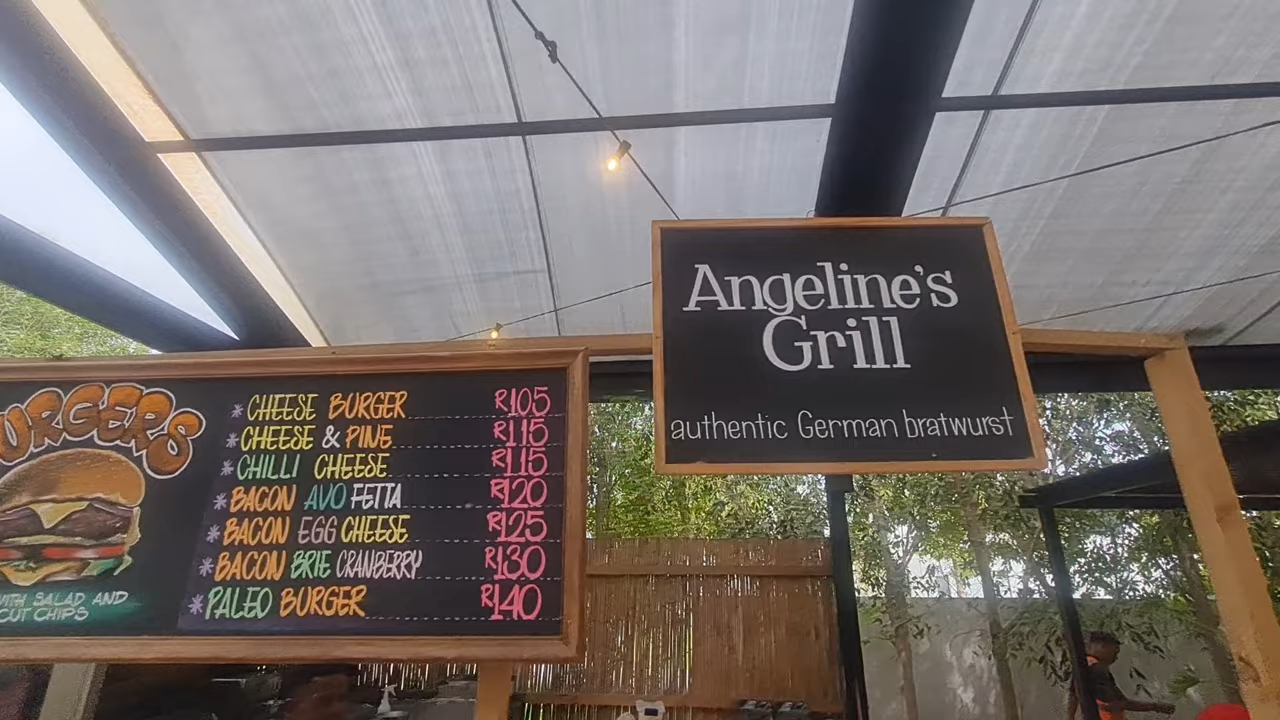 URGERS
WITH SALAD AND
CUT CHIPS
* CHEESE BURGER R105
* CHEESE & PINE R115
* CHILLI CHEESE R115
* BACON AVO FETTA R120
* BACON EGG CHEESE R125
* BACON BRIE CRANBERRY R130
* PALEO BURGER R140
Angeline's
Grill
authentic German bratwurst